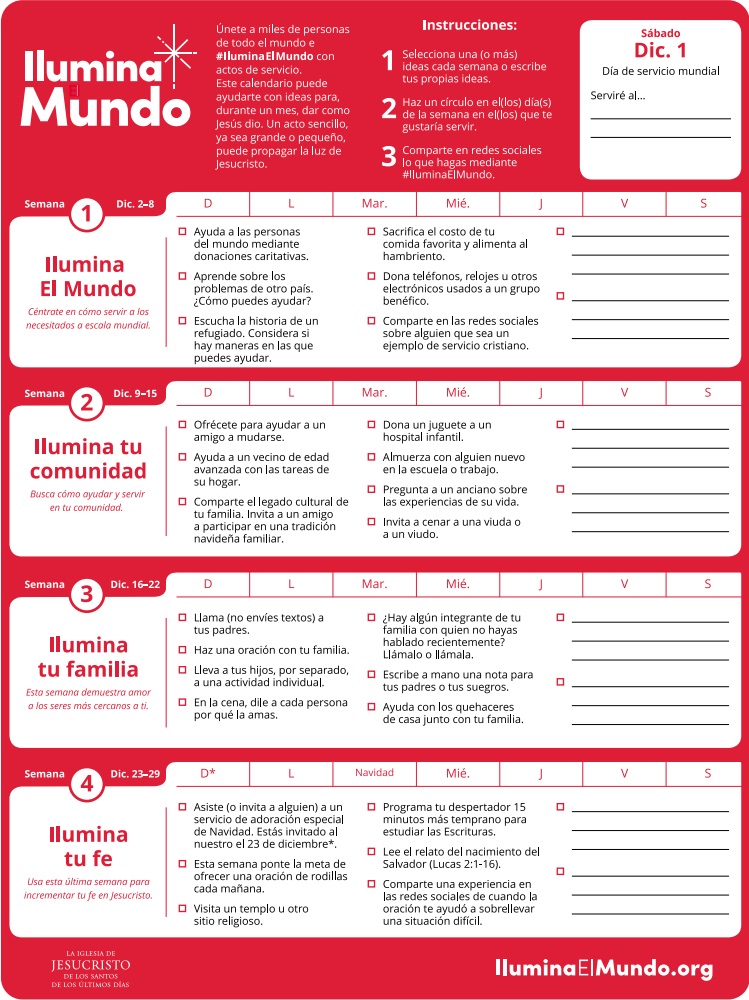 Ilumina
El
Mundo
Únete a miles de personas
de todo el mundo e
#IluminaElMundo con
actos de servicio.
Este calendario puede
ayudarte con ideas para,
durante un mes, dar como
Jesús dio. Un acto sencillo,
ya sea grande o pequeño,
puede propagar la luz de
Jesucristo.
Instrucciones:
1 Selecciona una (o más)
ideas cada semana o escribe
tus propias ideas.
2 Haz un círculo en el(los) día(s)
de la semana en el(los) que te
gustaría servir.
3 Comparte en redes sociales
lo que hagas mediante
#IluminaElMundo.
Sábado
Dic. 1
Día de servicio mundial
Serviré al...
Semana 1 Dic. 2–8
D L Mar. Mié. J V S
Ilumina
El Mundo
Céntrate en cómo servir a los
necesitados a escala mundial.
Ayuda a las personas
del mundo mediante
donaciones caritativas.
Aprende sobre los
problemas de otro país.
¿Cómo puedes ayudar?
Escucha la historia de un
refugiado. Considera si
hay maneras en las que
puedes ayudar.
Sacrifica el costo de tu
comida favorita y alimenta al
hambriento.
Dona teléfonos, relojes u otros
electrónicos usados a un grupo
benéfico.
Comparte en las redes sociales
sobre alguien que sea un
ejemplo de servicio cristiano.
Semana 2 Dic. 9–15
D L Mar. Mié. J V S
Ilumina tu
comunidad
Busca cómo ayudar y servir
en tu comunidad.
Ofrécete para ayudar a un
amigo a mudarse.
Ayuda a un vecino de edad
avanzada con las tareas de
su hogar.
Comparte el legado cultural de
tu familia. Invita a un amigo
a participar en una tradición
navideña familiar.
Dona un juguete a un
hospital infantil.
Almuerza con alguien nuevo
en la escuela o trabajo.
Pregunta a un anciano sobre
las experiencias de su vida.
Invita a cenar a una viuda o
a un viudo.
Semana 3 Dic. 16–22
D L Mar. Mié. J V S
Ilumina
tu familia
Esta semana demuestra amor
a los seres más cercanos a ti.
Llama (no envíes textos) a
tus padres.
Haz una oración con tu familia.
Lleva a tus hijos, por separado,
a una actividad individual.
En la cena, dile a cada persona
por qué la amas.
¿Hay algún integrante de tu
familia con quien no hayas
hablado recientemente?
Llámalo o llámala.
Escribe a mano una nota para
tus padres o tus suegros.
Ayuda con los quehaceres
de casa junto con tu familia.
Semana 4 Dic. 23–29
D* L Navidad Mié. J V S
Ilumina
tu fe
Usa esta última semana para
incrementar tu fe en Jesucristo.
Asiste (o invita a alguien) a un
servicio de adoración especial
de Navidad. Estás invitado al
nuestro el 23 de diciembre*.
Esta semana ponte la meta de
ofrecer una oración de rodillas
cada mañana.
Visita un templo u otro
sitio religioso.
Programa tu despertador 15
minutos más temprano para
estudiar las Escrituras.
Lee el relato del nacimiento del
Salvador (Lucas 2:1-16).
Comparte una experiencia en
las redes sociales de cuando la
oración te ayudó a sobrellevar
una situación difícil.
LA IGLESIA DE
JESUCRISTO
DE LOS SANTOS
DE LOS ÚLTIMOS DÍAS
IluminaElMundo.org